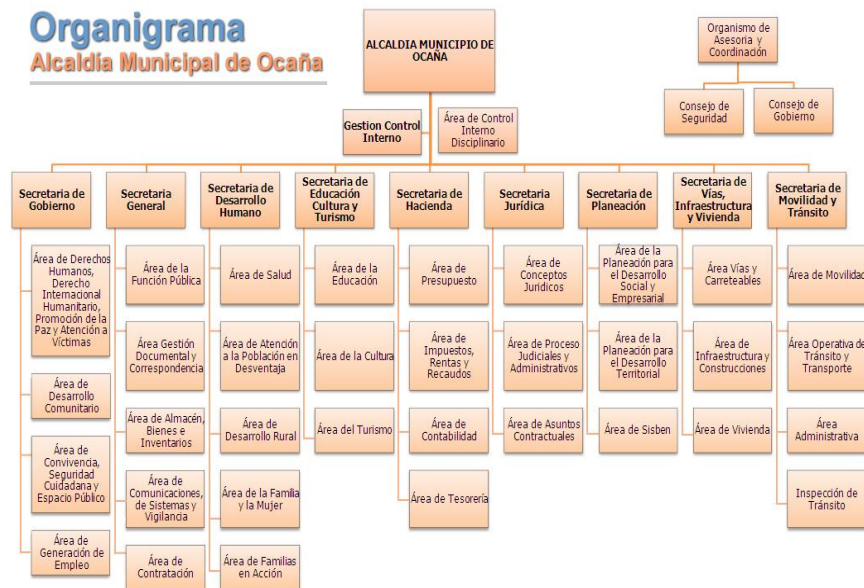 Organigrama
Alcaldía Municipal de Ocaña
ALCALDIA MUNICIPIO DE
OCAÑA
Organismo de
Asesoria y
Coordinación
Consejo de
Seguridad
Consejo de
Gobierno
Gestion Control
Interno
Área de Control
Interno
Disciplinario
Secretaria de
Gobierno
Secretaria
General
Secretaria de
Desarrollo
Humano
Secretaria de
Educación
Cultura y
Turismo
Secretaria de
Hacienda
Secretaria
Jurídica
Secretaria de
Planeación
Secretaria de
Vías,
Infraestructura
y Vivienda
Secretaria de
Movilidad y
Tránsito
Área de Derechos
Humanos,
Derecho
Internacional
Humanitario,
Promoción de la
Paz y Atención a
Víctimas
Área de
Desarrollo
Comunitario
Área de
Convivencia,
Seguridad
Cuidadana y
Espacio Público
Área de
Generación de
Empleo
Área de la
Función Pública
Área Gestión
Documental y
Correspondencia
Área de Almacén,
Bienes e
Inventarios
Área de
Comunicaciones,
de Sistemas y
Vigilancia
Área de
Contratación
Área de Salud
Área de Atención
a la Población en
Desventaja
Área de
Desarrollo Rural
Área de la Familia
y la Mujer
Área de Familias
en Acción
Área de la
Educación
Área de la Cultura
Área del Turismo
Área de
Presupuesto
Área de
Impuestos,
Rentas y
Recaudos
Área de
Contabilidad
Área de Tesorería
Área de
Conceptos
Juridicos
Área de Proceso
Judiciales y
Administrativos
Área de Asuntos
Contractuales
Área de la
Planeación para
el Desarrollo
Social y
Empresarial
Área de la
Planeación para
el Desarrollo
Territorial
Área de Sisben
Área Vías y
Carreteables
Área de
Infraestructura y
Construcciones
Área de Vivienda
Área de Movilidad
Área Operativa de
Tránsito y
Transporte
Área
Administrativa
Inspección de
Tránsito